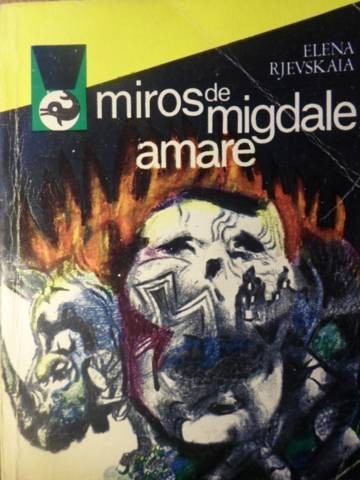 ELENA
RJEVSKAIA
miros de
migdale
amare